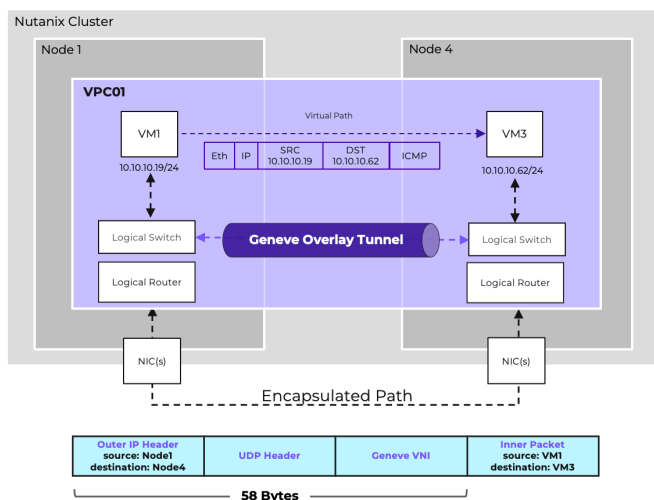 Nutanix Cluster
Node 1
Node 4
VPC01
VM1
Virtual Path
VM3
Eth
IP
SRC
10.10.10.19
DST
10.10.10.62
ICMP
10.10.10.19/24
10.10.10.62/24
Logical Switch
Geneve Overlay Tunnel
Logical Switch
Logical Router
Logical Router
NIC(s)
NIC(s)
Encapsulated Path
Outer IP Header
source: Node1
destination: Node4
UDP Header
Geneve VNI
Inner Packet
source: VM1
destination: VM3
58 Bytes